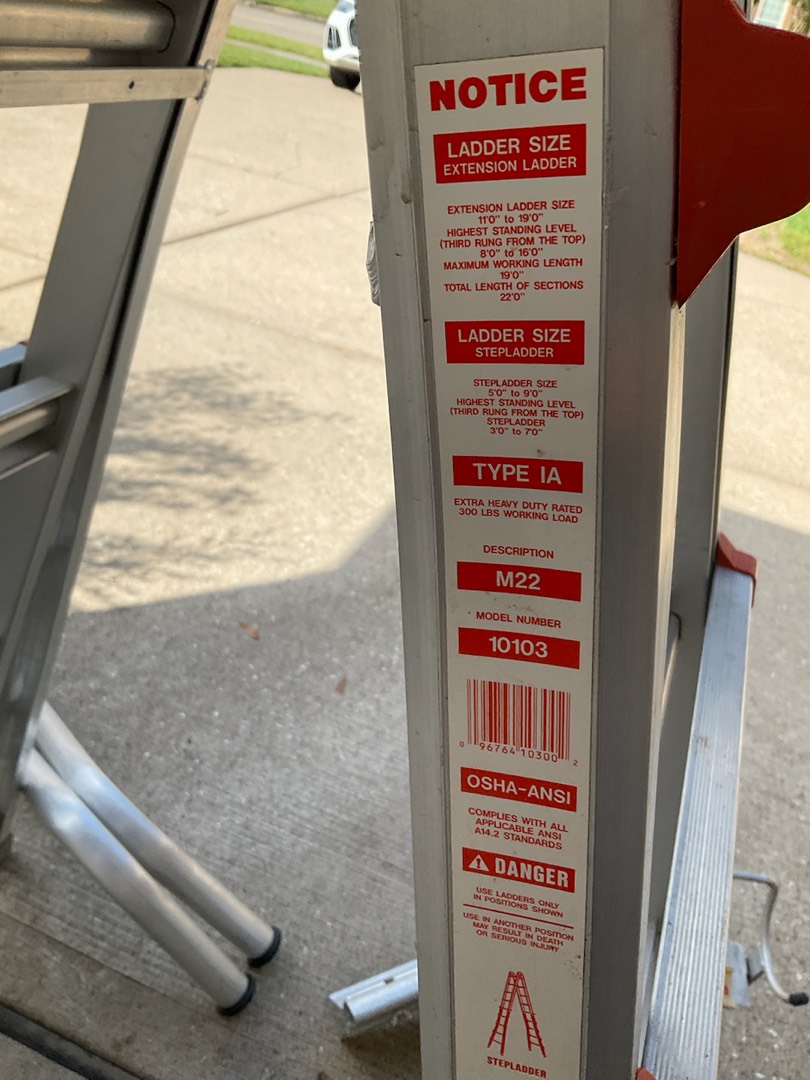 NOTICE
LADDER SIZE
EXTENSION LADDER
EXTENSION LADDER SIZE
11'0" to 19'0"
HIGHEST STANDING LEVEL
(THIRD RUNG FROM THE TOP)
8'0" to 16'0"
MAXIMUM WORKING LENGTH
19'0"
TOTAL LENGTH OF SECTIONS
22'0"
LADDER SIZE
STEPLADDER
STEPLADDER SIZE
5'0" to 9'0"
HIGHEST STANDING LEVEL
(THIRD RUNG FROM THE TOP)
STEPLADDER
3'0" to 7'0"
TYPE IA
EXTRA HEAVY DUTY RATED
300 LBS WORKING LOAD
DESCRIPTION
M22
MODEL NUMBER
10103
0 96764 10300 2
OSHA-ANSI
COMPLIES WITH ALL
APPLICABLE ANSI
A14.2 STANDARDS
DANGER
USE LADDERS ONLY
IN POSITIONS SHOWN
USE IN ANOTHER POSITION
MAY RESULT IN DEATH
OR SERIOUS INJURY
STEPLADDER